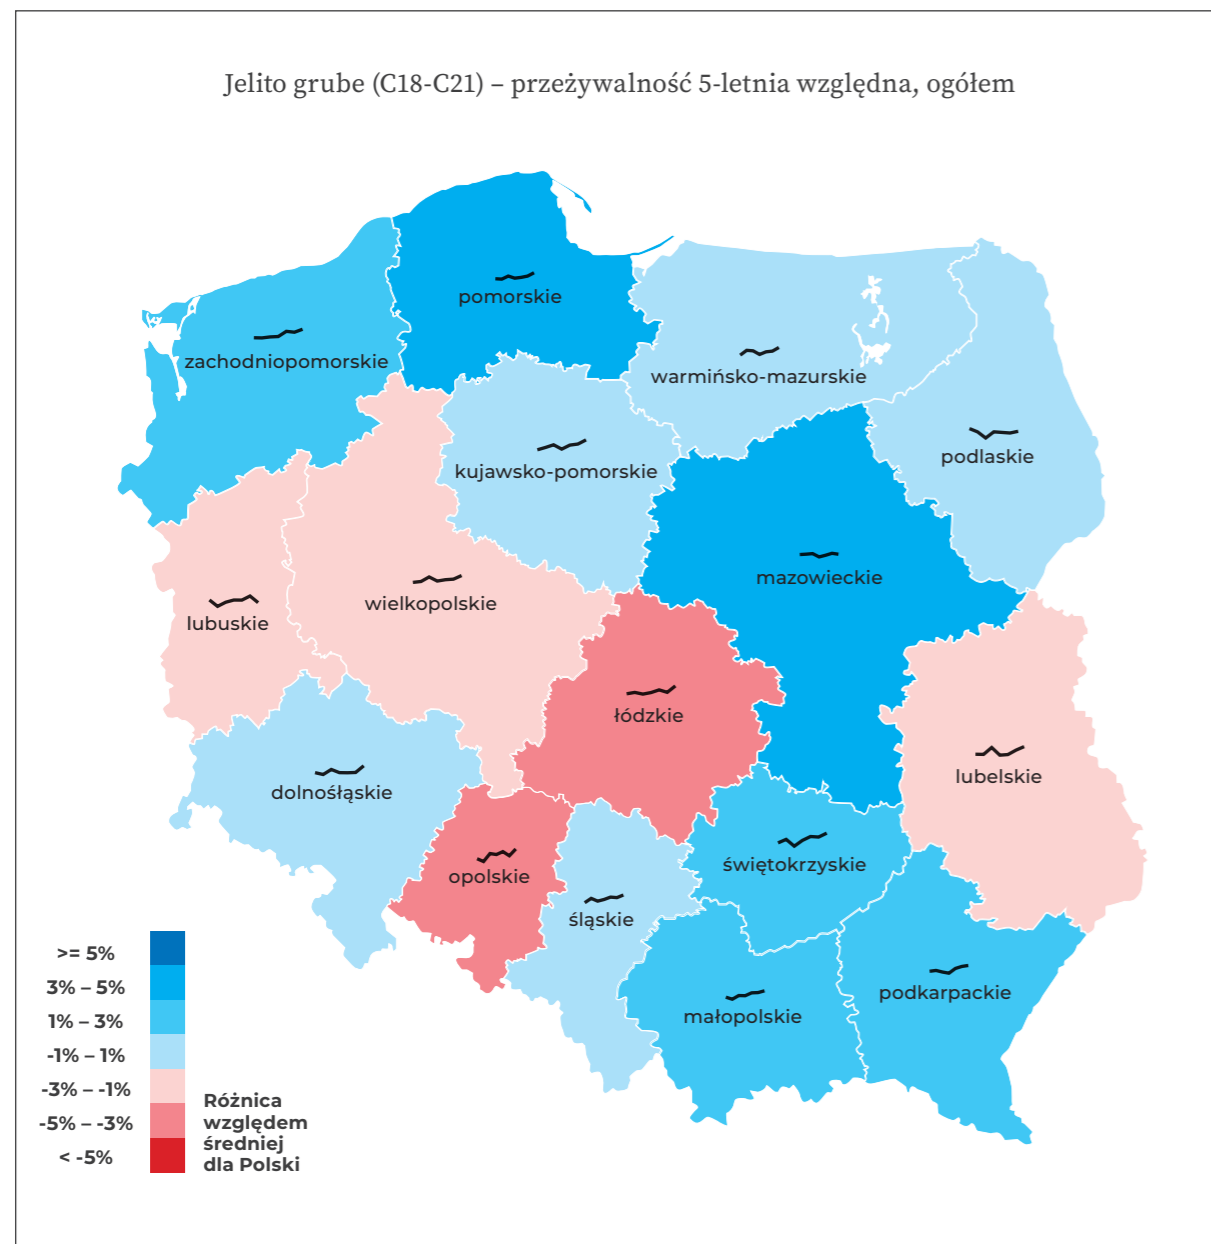 Jelito grube (C18-C21) – przeżywalność 5-letnia względna, ogółem
pomorskie
zachodniopomorskie
warmińsko-mazurskie
podlaskie
kujawsko-pomorskie
mazowieckie
wielkopolskie
lubuskie
łódzkie
lubelskie
dolnośląskie
świętokrzyskie
opolskie
śląskie
podkarpackie
małopolskie
>= 5%
3% – 5%
1% – 3%
-1% – 1%
-3% – -1%
-5% – -3%
< -5%
Różnica
względem
średniej
dla Polski